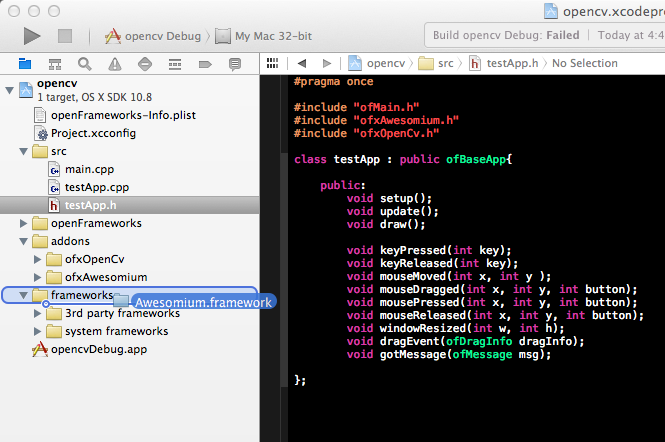 opencv.xcodepro
opencv Debug
My Mac 32-bit
Build opencv Debug: Failed
Today at 4:4
opencv
1 target, OS X SDK 10.8
openFrameworks-Info.plist
Project.xcconfig
src
main.cpp
testApp.cpp
testApp.h
openFrameworks
addons
ofxOpenCv
ofxAwesomium
frameworks
Awesomium.framework
3rd party frameworks
system frameworks
opencvDebug.app
opencv
src
testApp.h
No Selection
#pragma once
#include "ofMain.h"
#include "ofxAwesomium.h"
#include "ofxOpenCv.h"
class testApp : public ofBaseApp{
public:
void setup();
void update();
void draw();
void keyPressed(int key);
void keyReleased(int key);
void mouseMoved(int x, int y );
void mouseDragged(int x, int y, int button);
void mousePressed(int x, int y, int button);
void mouseReleased(int x, int y, int button);
void windowResized(int w, int h);
void dragEvent(ofDragInfo dragInfo);
void gotMessage(ofMessage msg);
};